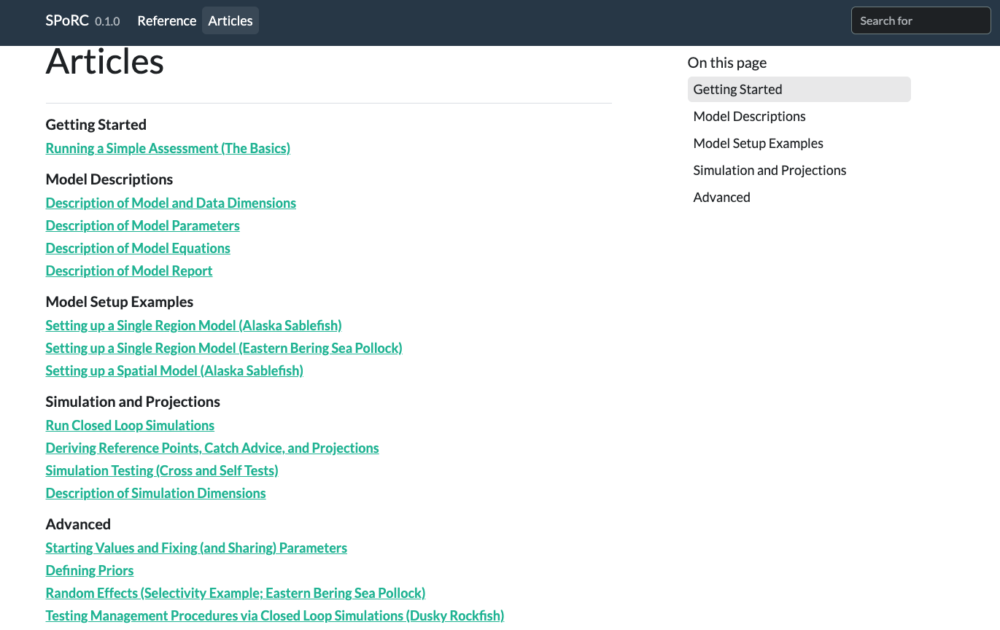 SPoRC 0.1.0 Reference Articles Search for
Articles
Getting Started
Running a Simple Assessment (The Basics)
Model Descriptions
Description of Model and Data Dimensions
Description of Model Parameters
Description of Model Equations
Description of Model Report
Model Setup Examples
Setting up a Single Region Model (Alaska Sablefish)
Setting up a Single Region Model (Eastern Bering Sea Pollock)
Setting up a Spatial Model (Alaska Sablefish)
Simulation and Projections
Run Closed Loop Simulations
Deriving Reference Points, Catch Advice, and Projections
Simulation Testing (Cross and Self Tests)
Description of Simulation Dimensions
Advanced
Starting Values and Fixing (and Sharing) Parameters
Defining Priors
Random Effects (Selectivity Example; Eastern Bering Sea Pollock)
Testing Management Procedures via Closed Loop Simulations (Dusky Rockfish)
On this page
Getting Started
Model Descriptions
Model Setup Examples
Simulation and Projections
Advanced